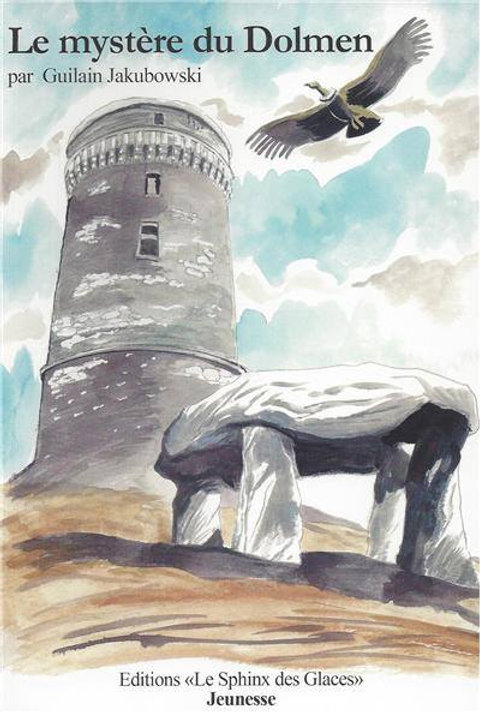 Le mystère du Dolmen
par Guilain Jakubowski
Editions «Le Sphinx des Glaces»
Jeunesse